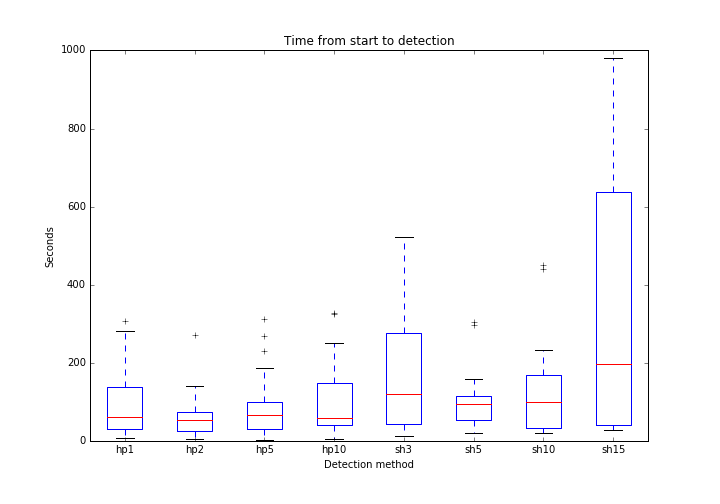 Time from start to detection
1000
800
600
400
200
0
Seconds
hp1 hp2 hp5 hp10 sh3 sh5 sh10 sh15
Detection method